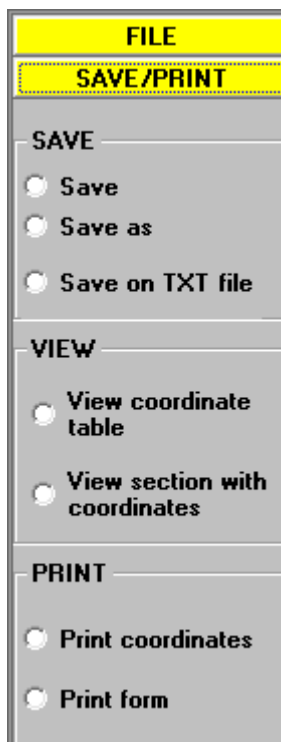 FILE
SAVE/PRINT
SAVE
Save
Save as
Save on TXT file
VIEW
View coordinate
table
View section with
coordinates
PRINT
Print coordinates
Print form